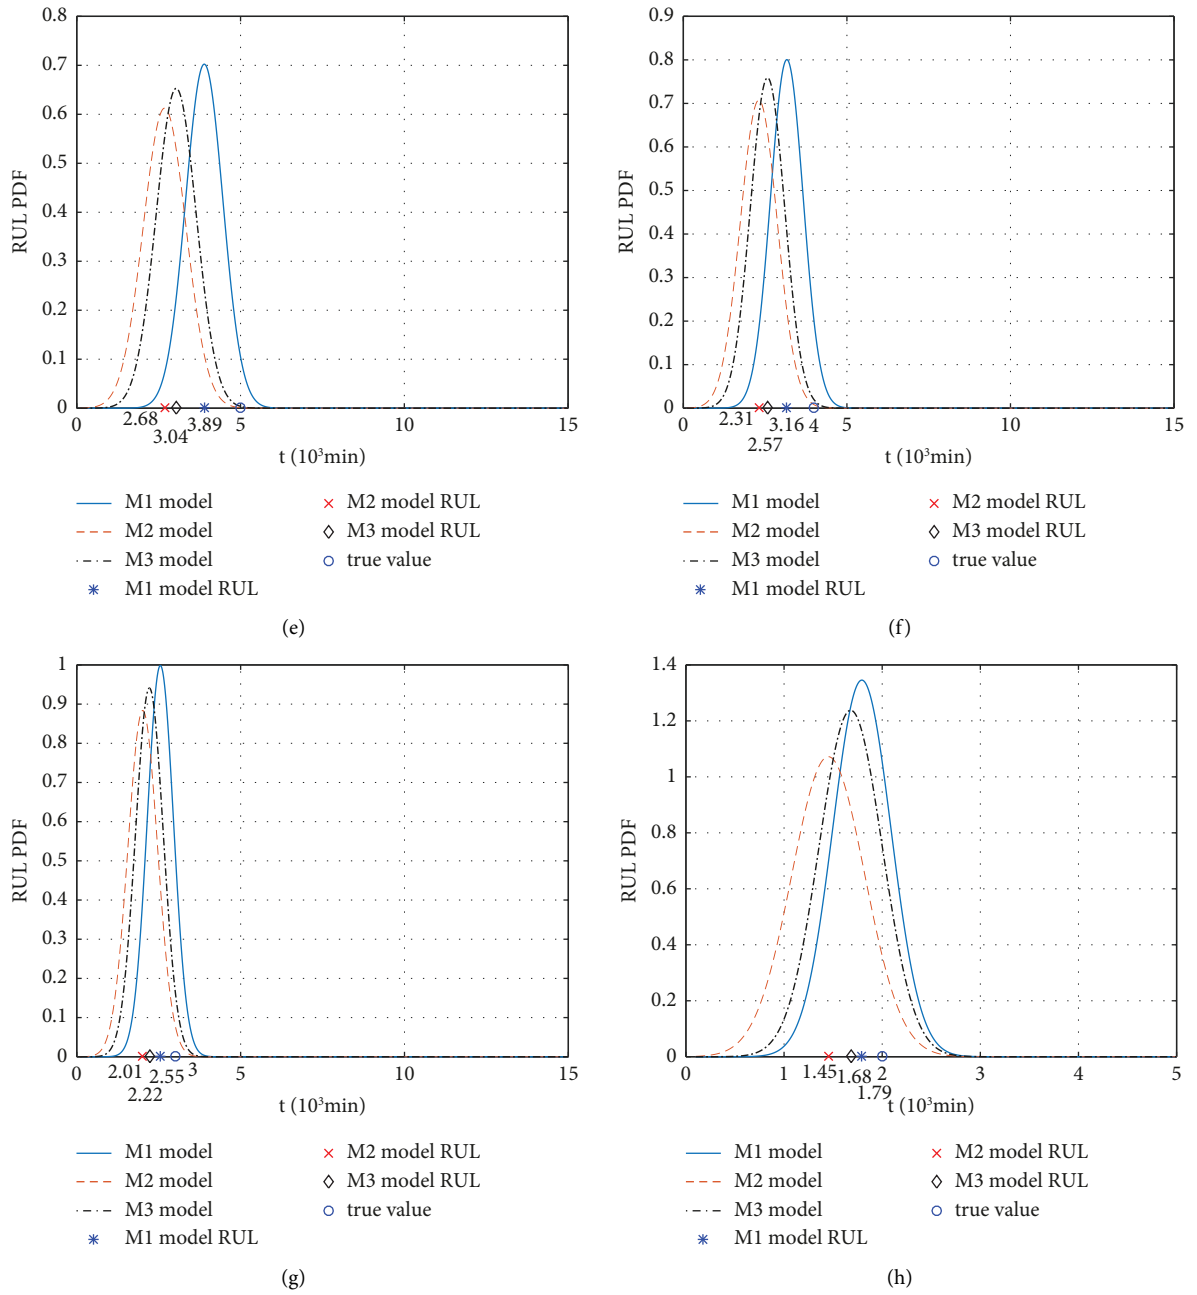 0.8
0.7
0.6
0.5
0.4
0.3
0.2
0.1
0
RUL PDF
0 5 10 15
2.68 3.89
3.04
t (10³min)
M1 model
M2 model
M3 model
M1 model RUL
M2 model RUL
M3 model RUL
true value
(e)
0.9
0.8
0.7
0.6
0.5
0.4
0.3
0.2
0.1
0
RUL PDF
0 5 10 15
2.31 3.16 4
2.57
t (10³min)
M1 model
M2 model
M3 model
M1 model RUL
M2 model RUL
M3 model RUL
true value
(f)
1
0.9
0.8
0.7
0.6
0.5
0.4
0.3
0.2
0.1
0
RUL PDF
0 5 10 15
2.01 2.55 3
2.22
t (10³min)
M1 model
M2 model
M3 model
M1 model RUL
M2 model RUL
M3 model RUL
true value
(g)
1.4
1.2
1
0.8
0.6
0.4
0.2
0
RUL PDF
0 1 2 3 4 5
1.45 1.68
1.79
t (10³min)
M1 model
M2 model
M3 model
M1 model RUL
M2 model RUL
M3 model RUL
true value
(h)